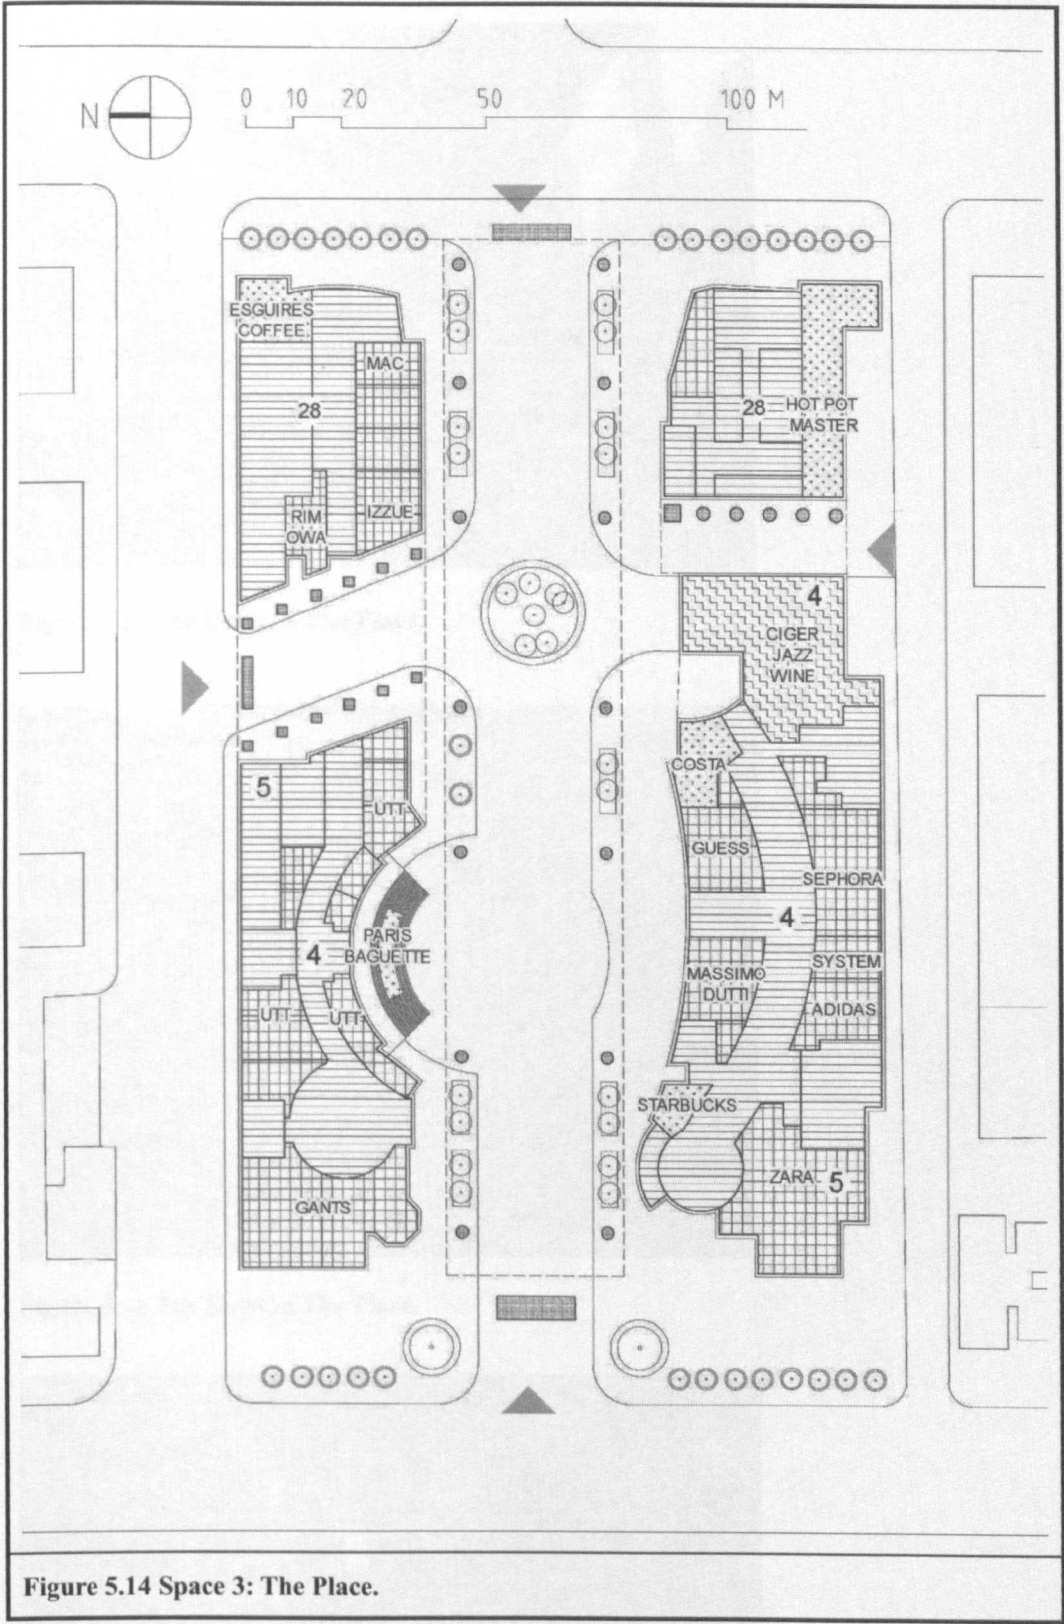 N
0 10 20 50 100 M
ESGUIRES
COFFEE
MAC
28
28
HOT POT
MASTER
RIM
OWA
IZZUE
4
CIGER
JAZZ
WINE
5
COSTA
UTT
GUESS
SEPHORA
4
PARIS
BAGUETTE
4
SYSTEM
MASSIMO
DUTTI
UTT
UTT
ADIDAS
STARBUCKS
ZARA
5
GANTS
Figure 5.14 Space 3: The Place.